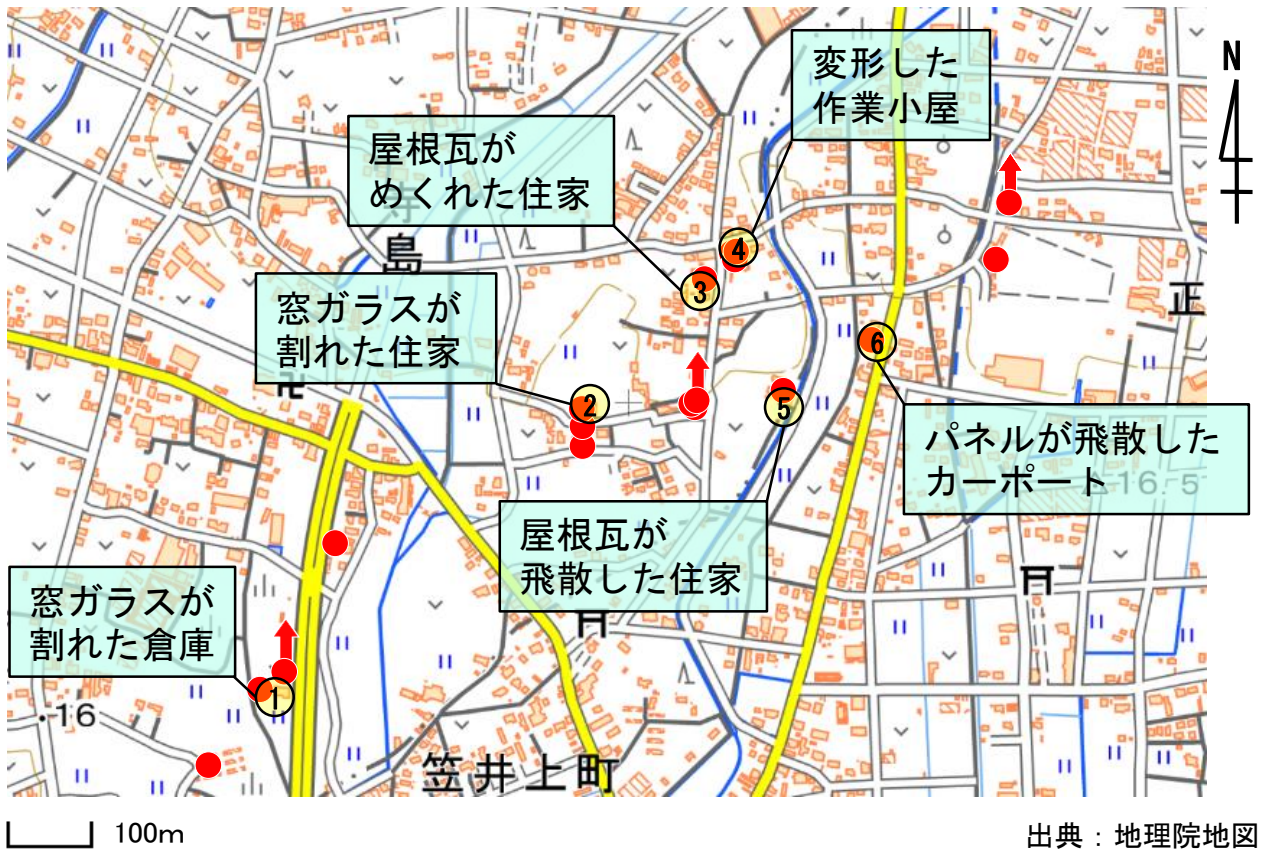 N
変形した
作業小屋
屋根瓦が
めくれた住家
寺
島
4
3
窓ガラスが
割れた住家
正
6
2
5
パネルが飛散した
カーポート
16.5
屋根瓦が
飛散した住家
窓ガラスが
割れた倉庫
1
・16
笠井上町
100m
出典:地理院地図